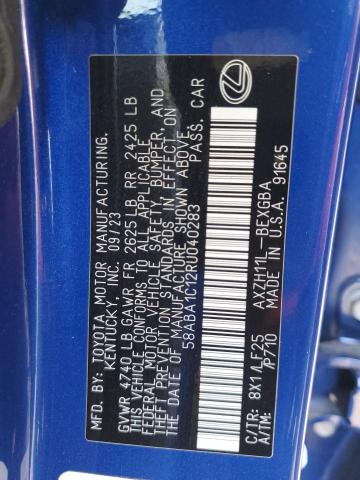 MFD.BY: TOYOTA MOTOR MANUFACTURING.
KENTUCKY, INC. 09/23
GVWR 4740 LB GAWR FR 2625 LB RR 2425 LB
THIS VEHICLE CONFORMS TO ALL APPLICABLE
FEDERAL MOTOR VEHICLE SAFETY, BUMPER, AND
THEFT PREVENTION STANDARDS IN EFFECT
ON THE DATE OF MANUFACTURE SHOWN ABOVE.
58ABA1C12RU040283 PASS. CAR
C/TR: 8X1/LF25 AXZH11L-BEXGBA
A/TM: /P710 MADE IN U.S.A. 91645